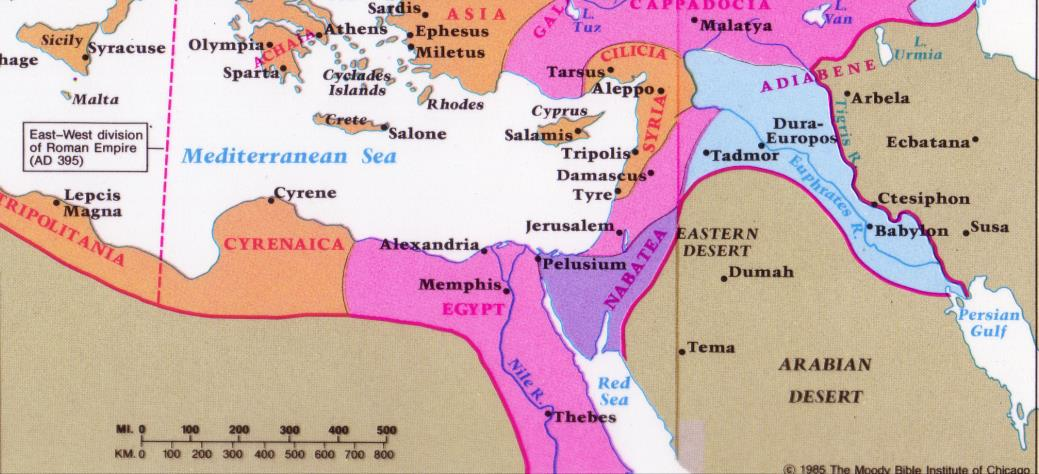 Sardis
ASIA
GAL
L.
Tuz
CAPPADOCIA
Malatya
L.
Van
Sicily
Syracuse
hage
Olympia
ACHAIA
Athens
Ephesus
Miletus
Sparta
Cyclades
Islands
Rhodes
Malta
CILICIA
Tarsus
Aleppo
SYRIA
ADIABENE
L.
Urmia
Arbela
Tigris R.
Ecbatana
East–West division
of Roman Empire
(AD 395)
Crete
Salone
Cyprus
Salamis
Tripolis
Damascus
Tyre
Dura-
Europos
Tadmor
Euphrates R.
Mediterranean Sea
Lepcis
Magna
TRIPOLITANIA
Cyrene
CYRENAICA
Alexandria
Jerusalem
Pelusium
NABATEA
EASTERN
DESERT
Ctesiphon
Babylon
Susa
Memphis
EGYPT
Dumah
Persian
Gulf
Nile R.
Red
Sea
Tema
ARABIAN
DESERT
Thebes
MI. 0 100 200 300 400 500
KM. 0 100 200 300 400 500 600 700 800
© 1985 The Moody Bible Institute of Chicago